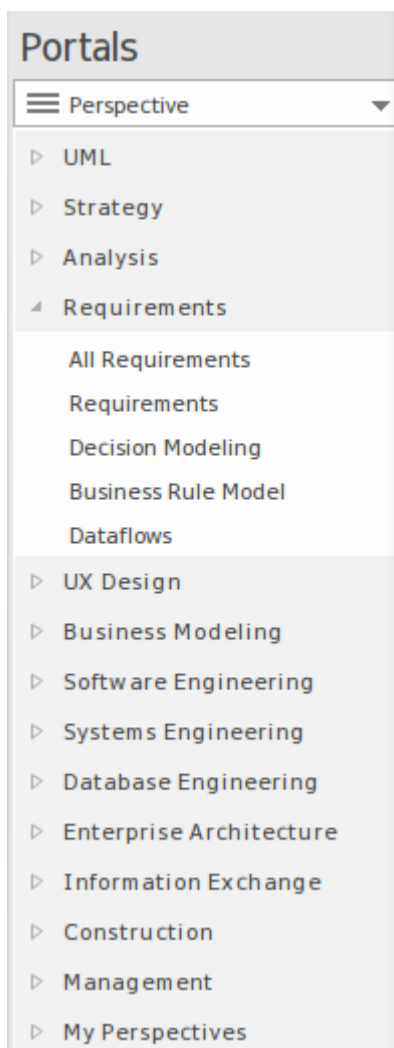 Portals
Perspective
UML
Strategy
Analysis
Requirements
All Requirements
Requirements
Decision Modeling
Business Rule Model
Dataflows
UX Design
Business Modeling
Software Engineering
Systems Engineering
Database Engineering
Enterprise Architecture
Information Exchange
Construction
Management
My Perspectives